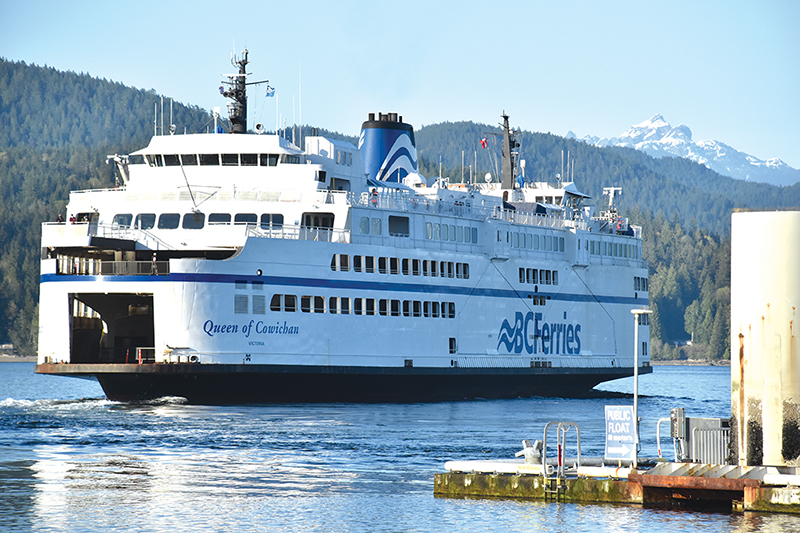 Queen of Cowichan
VICTORIA
BCFerries
PUBLIC
FLOAT